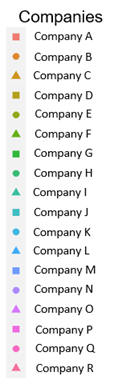 Companies
Company A
Company B
Company C
Company D
Company E
Company F
Company G
Company H
Company I
Company J
Company K
Company L
Company M
Company N
Company O
Company P
Company Q
Company R